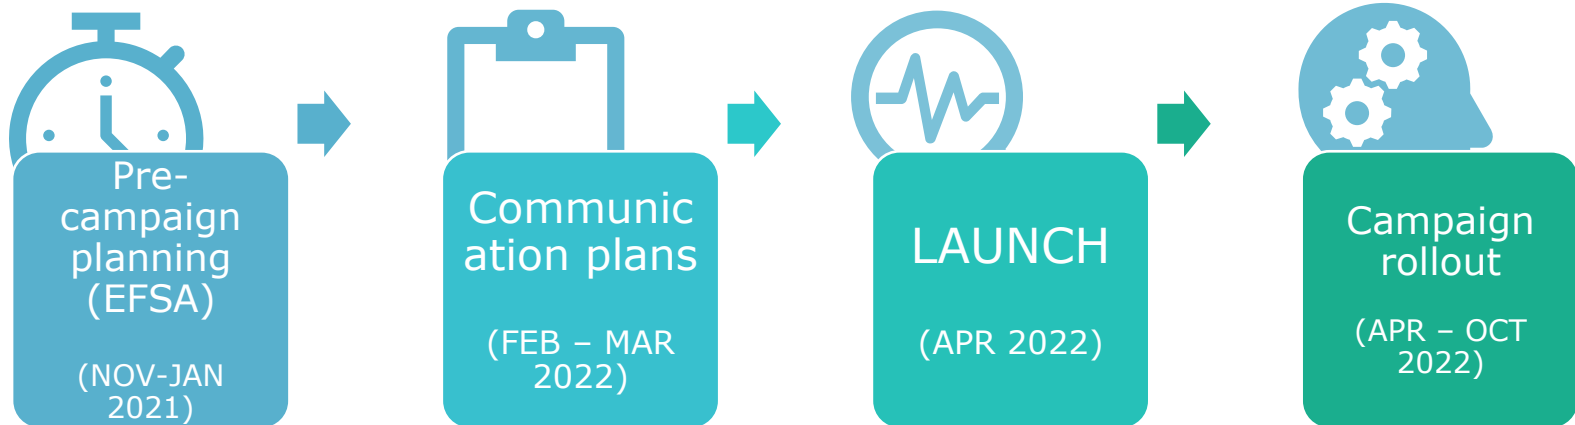 Pre-
campaign
planning
(EFSA)
(NOV-JAN
2021)
Communic
ation plans
(FEB – MAR
2022)
LAUNCH
(APR 2022)
Campaign
rollout
(APR – OCT
2022)